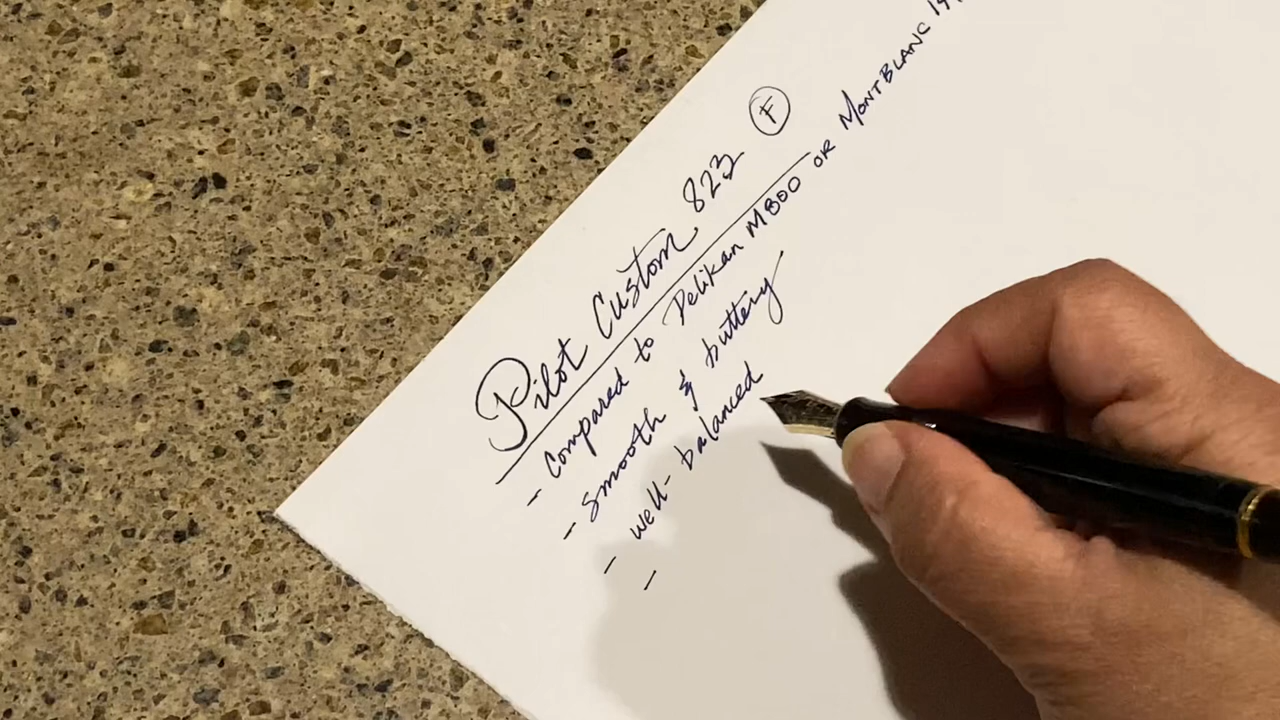 Pilot Custom 823 F
- Compared to Pelikan M800 OR MONTBLANC
- smooth & buttery
- well-balanced
-